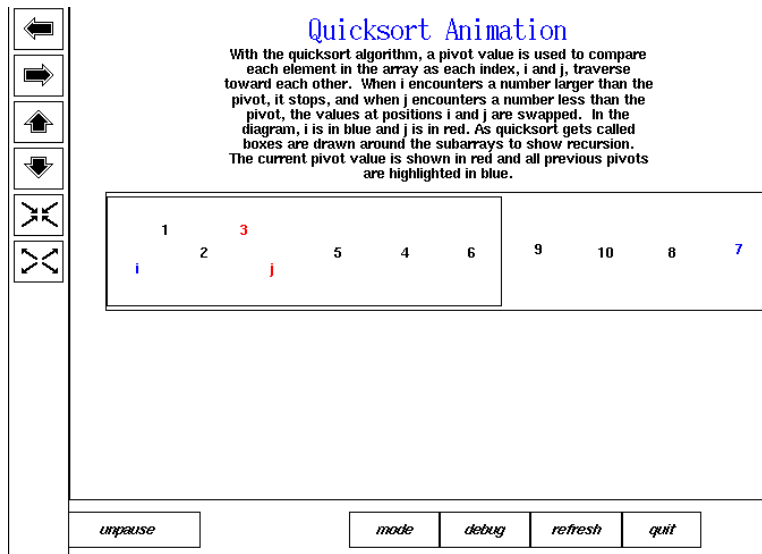 Quicksort Animation
With the quicksort algorithm, a pivot value is used to compare
each element in the array as each index, i and j, traverse
toward each other. When i encounters a number larger than the
pivot, it stops, and when j encounters a number less than the
pivot, the values at positions i and j are swapped. In the
diagram, i is in blue and j is in red. As quicksort gets called
boxes are drawn around the subarrays to show recursion.
The current pivot value is shown in red and all previous pivots
are highlighted in blue.
1 3
2 5 4 6 9 10 8 7
i j
unpause mode debug refresh quit